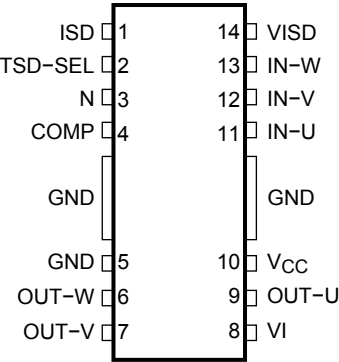 ISD 1 14 VISD
TSD−SEL 2 13 IN−W
N 3 12 IN−V
COMP 4 11 IN−U
GND GND
GND 5 10 VCC
OUT−W 6 9 OUT−U
OUT−V 7 8 VI